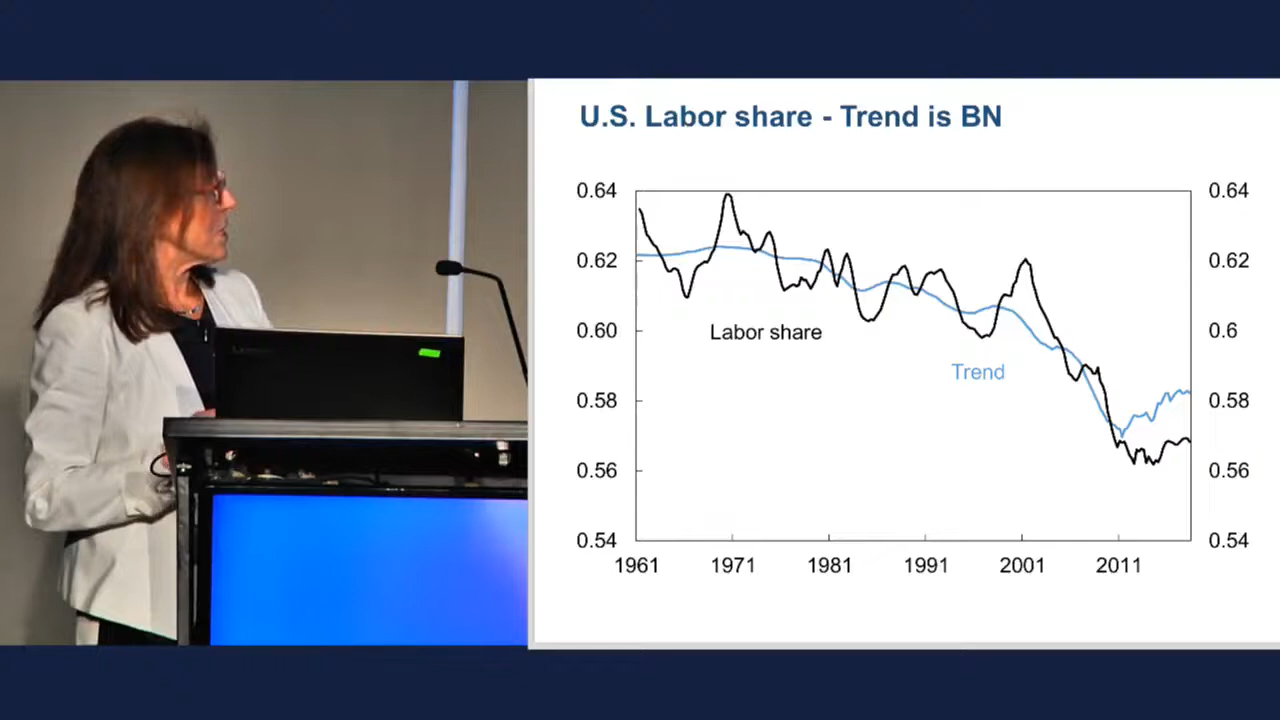 U.S. Labor share - Trend is BN
0.64 0.64
0.62 0.62
0.60 0.6
Labor share
Trend
0.58 0.58
0.56 0.56
0.54 0.54
1961 1971 1981 1991 2001 2011